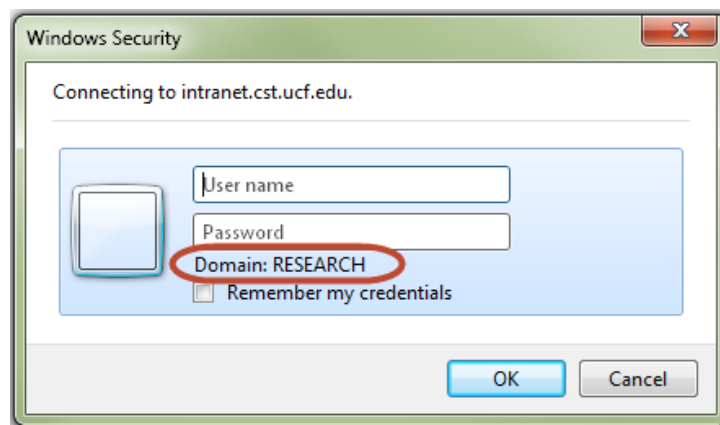 Windows Security
Connecting to intranet.cst.ucf.edu.
User name
Password
Domain: RESEARCH
Remember my credentials
OK
Cancel